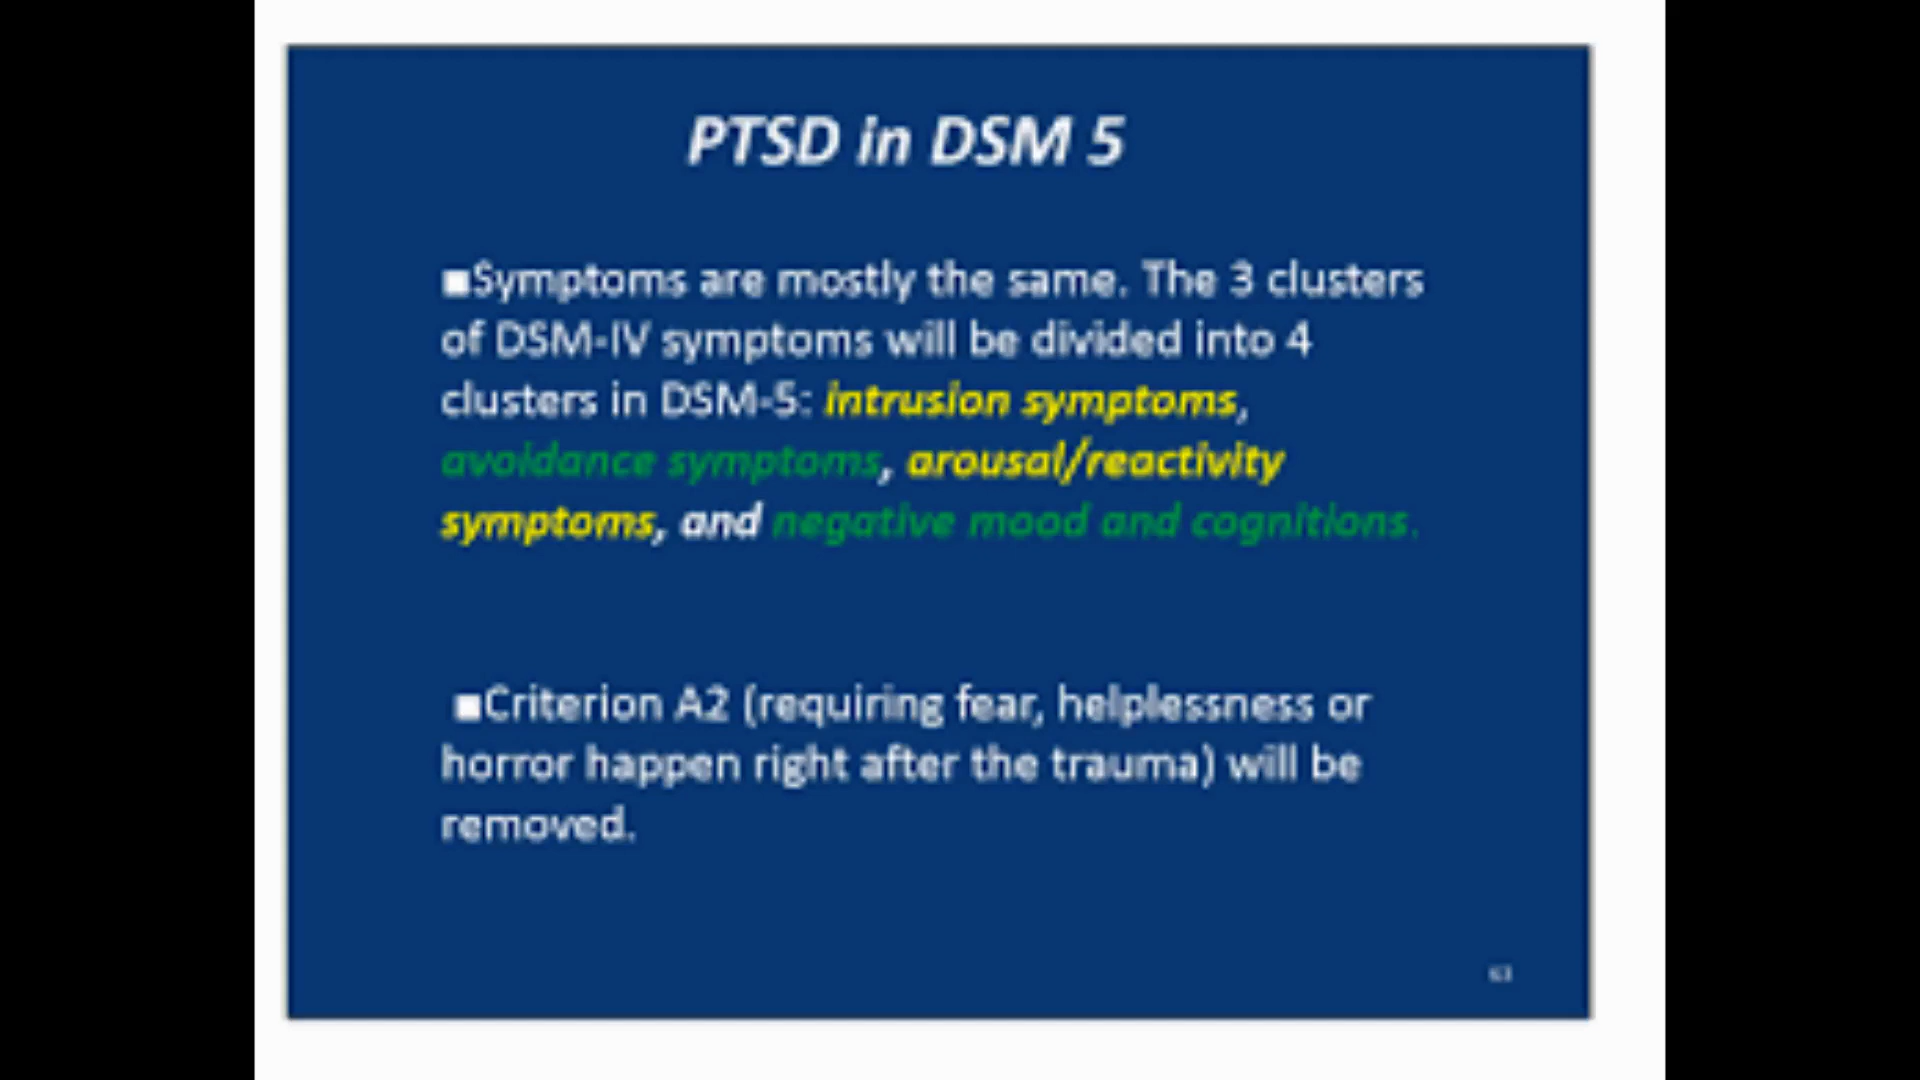 PTSD in DSM 5
■Symptoms are mostly the same. The 3 clusters
of DSM-IV symptoms will be divided into 4
clusters in DSM-5: intrusion symptoms,
avoidance symptoms, arousal/reactivity
symptoms, and negative mood and cognitions.
■Criterion A2 (requiring fear, helplessness or
horror happen right after the trauma) will be
removed.